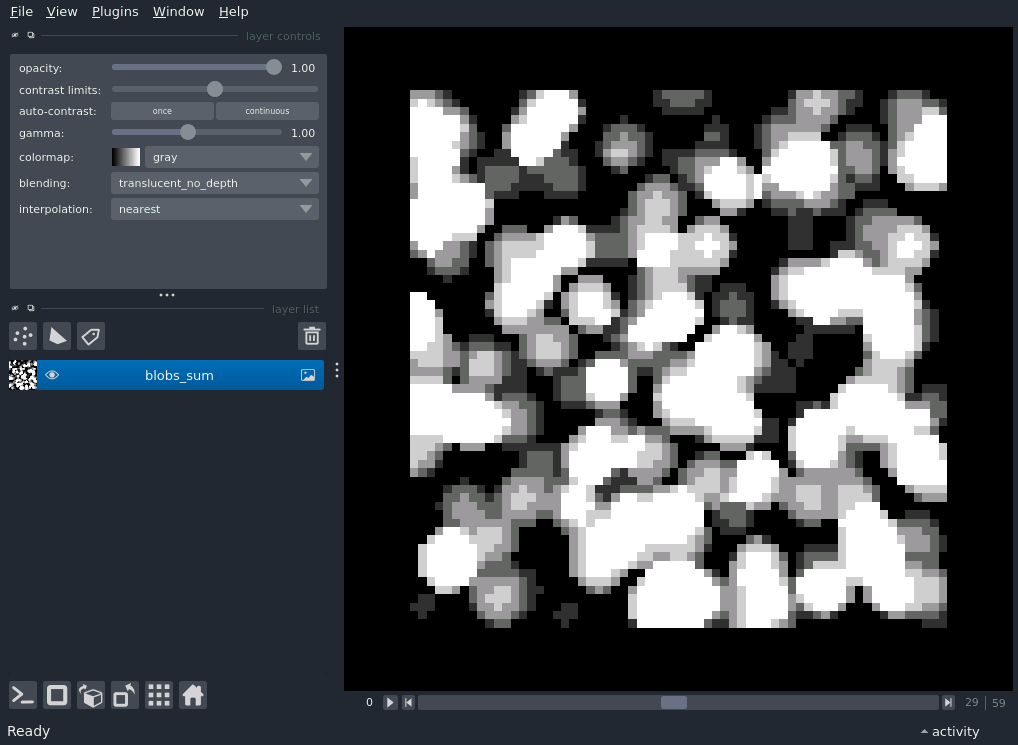 File View Plugins Window Help
layer controls
opacity: 1.00
contrast limits:
auto-contrast: once continuous
gamma: 1.00
colormap: gray
blending: translucent_no_depth
interpolation: nearest
layer list
blobs_sum
0 29 59
Ready activity